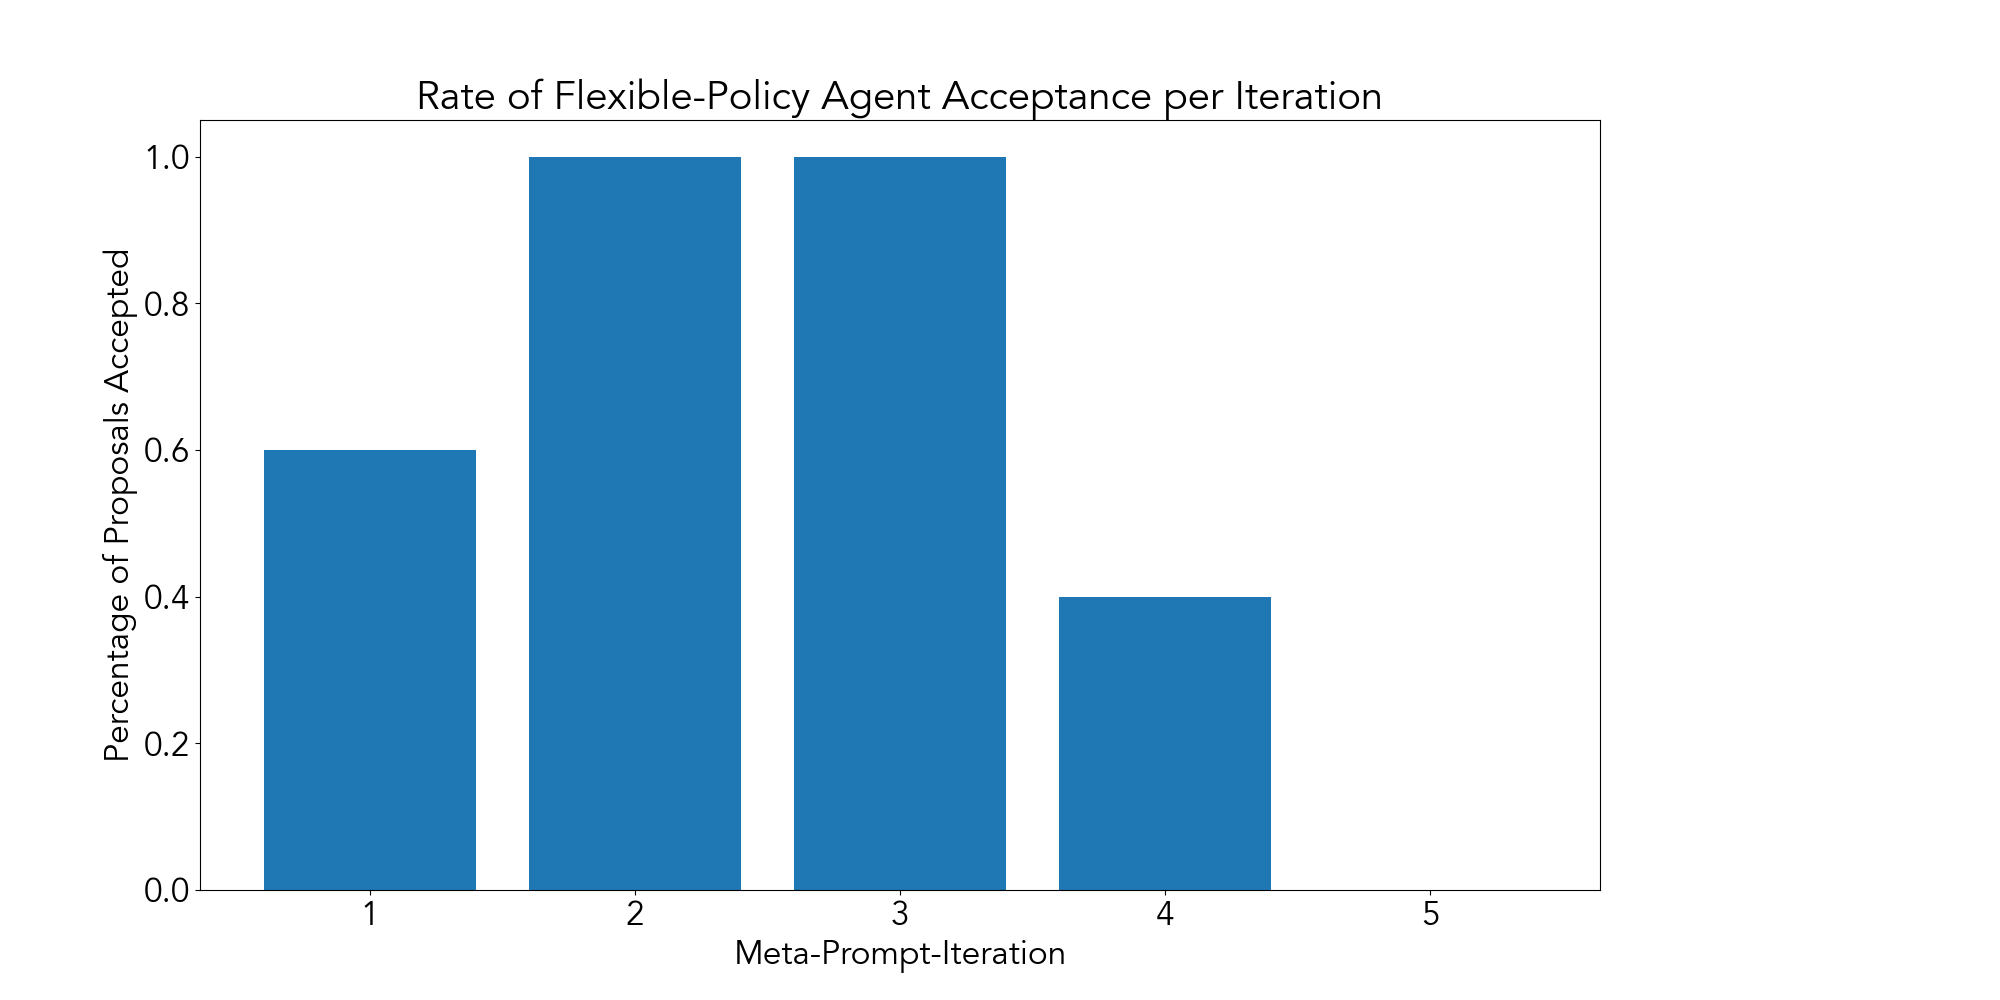 Rate of Flexible-Policy Agent Acceptance per Iteration
Percentage of Proposals Accepted
1.0
0.8
0.6
0.4
0.2
0.0
1 2 3 4 5
Meta-Prompt-Iteration